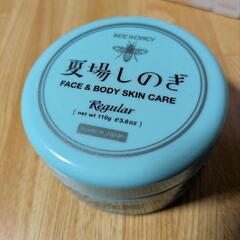 BEE HONEY
夏場しのぎ
FACE & BODY SKIN CARE
Regular
[ net wt 110g e3.8oz ]
Made in Japan